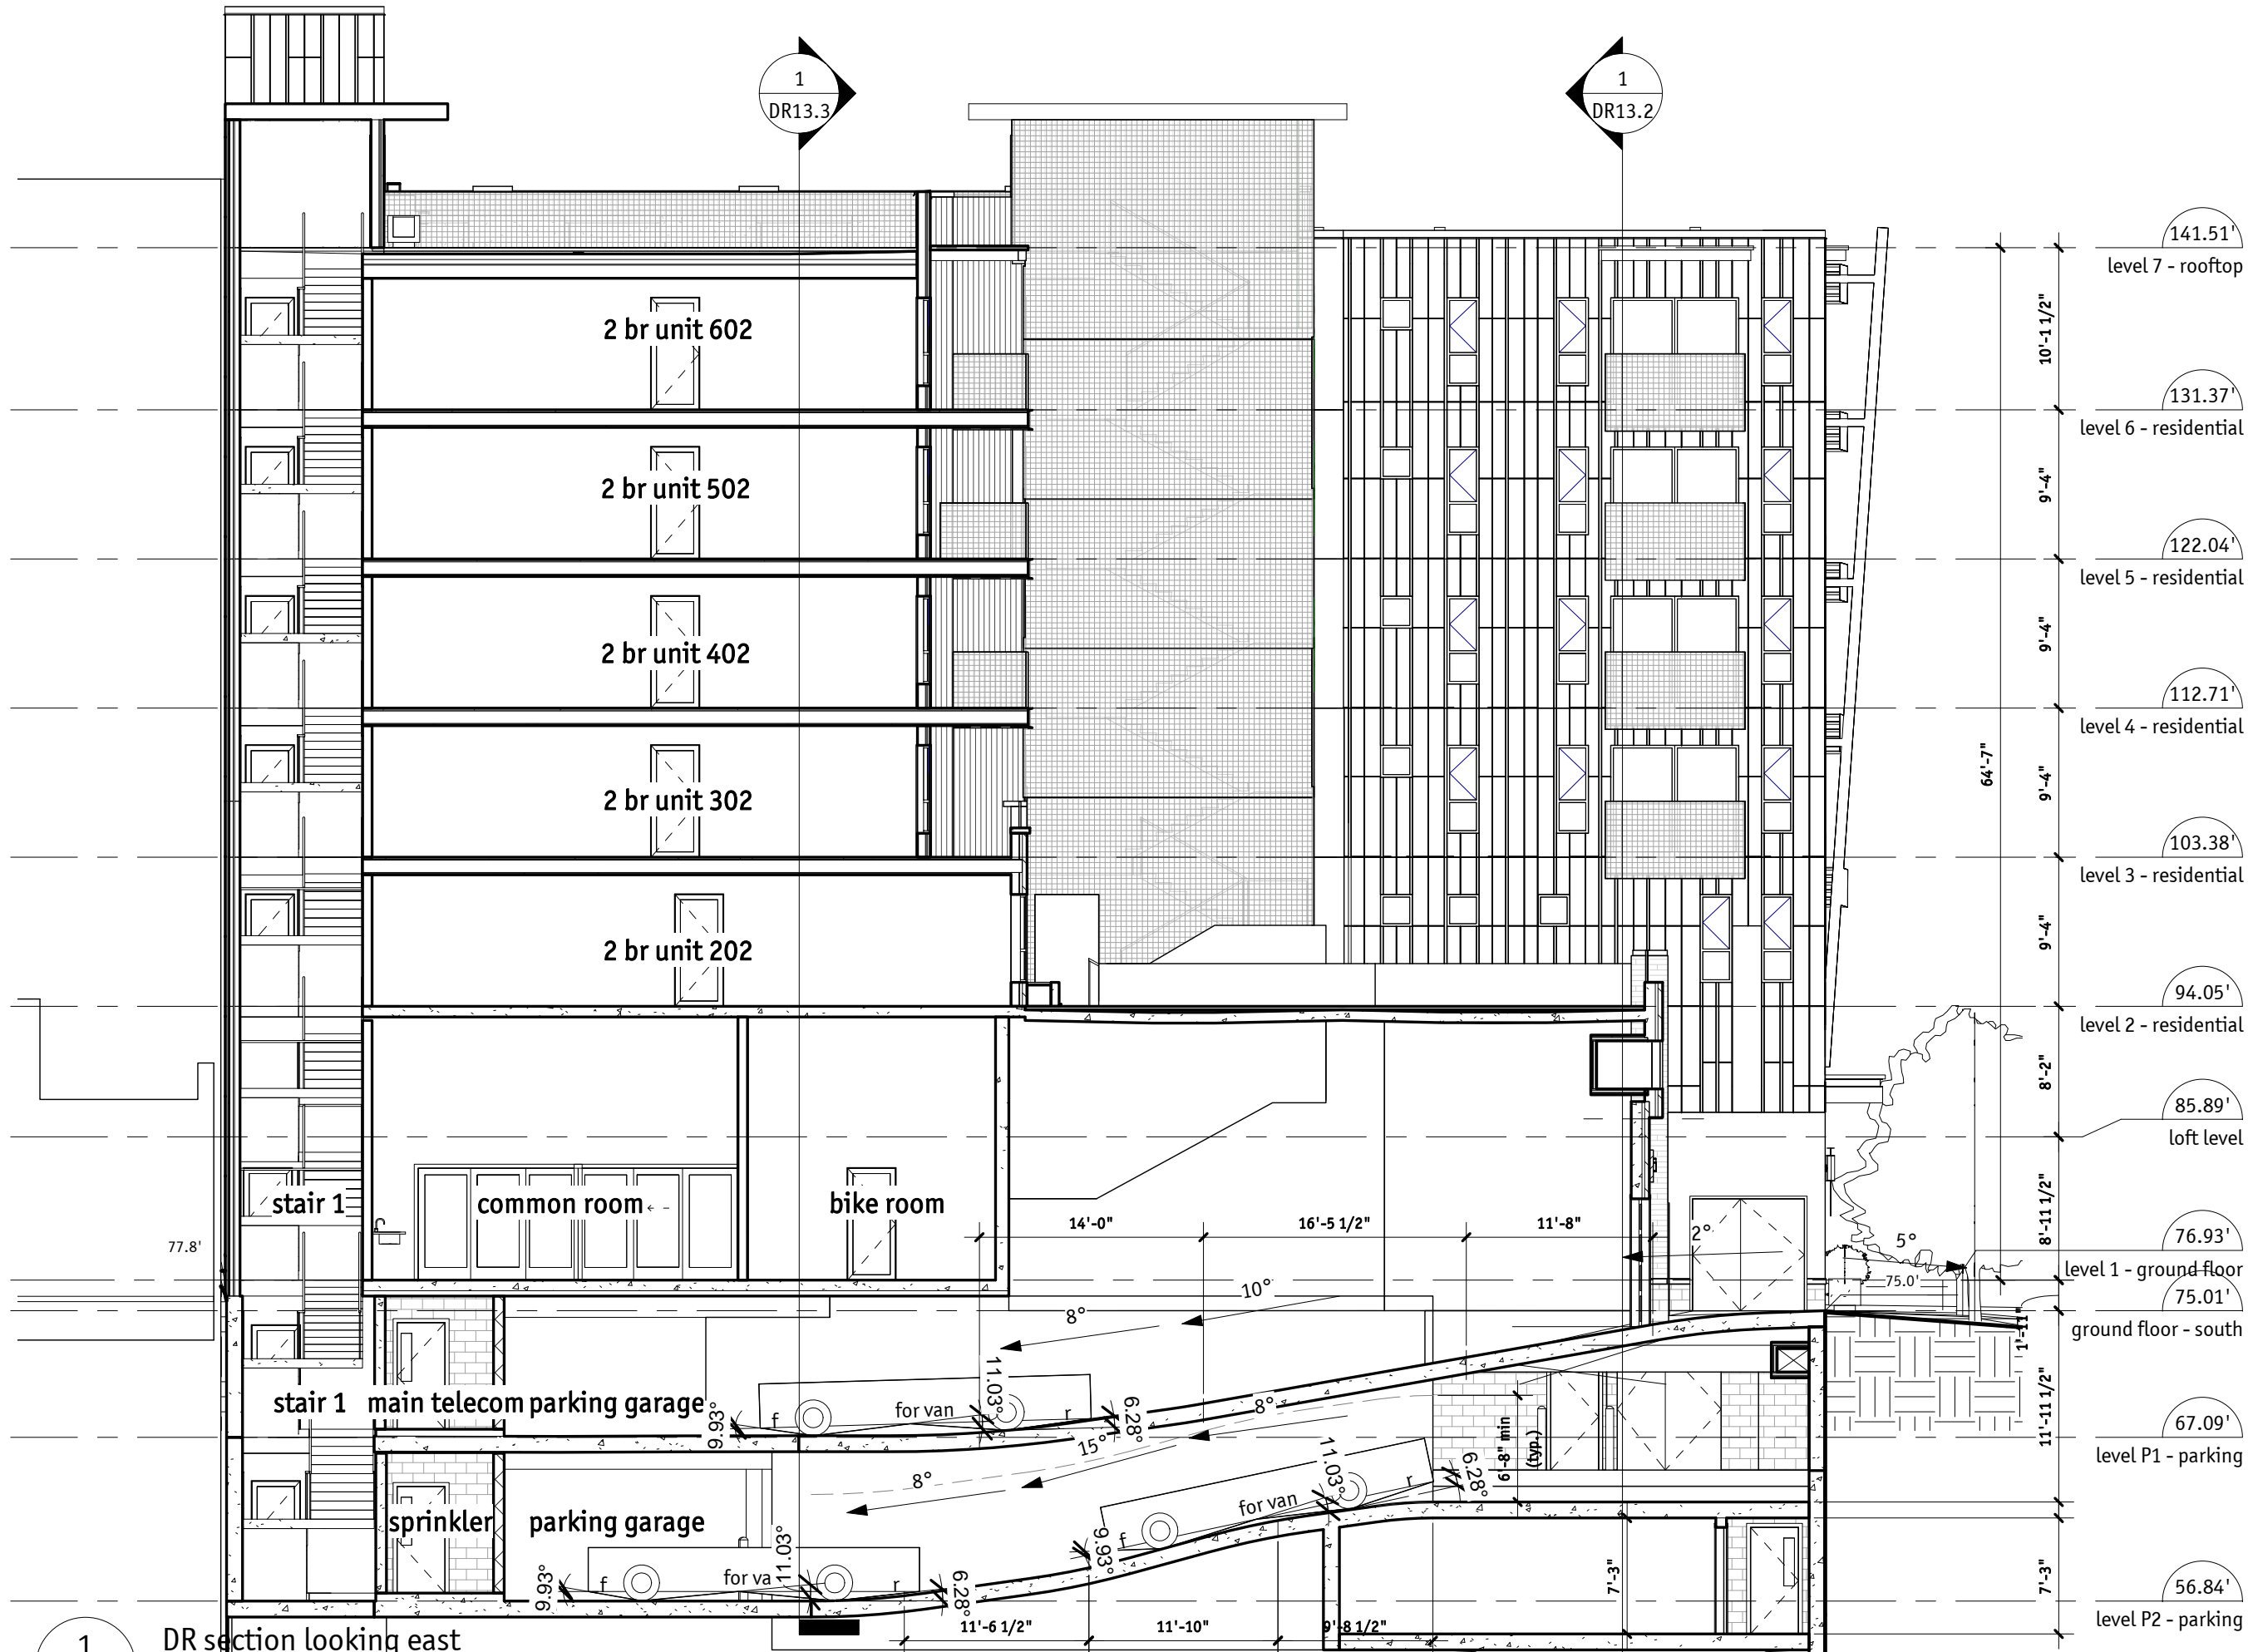 1
DR13.3
1
DR13.2
141.51'
level 7 - rooftop
10'-1 1/2"
2 br unit 602
131.37'
level 6 - residential
9'-4"
2 br unit 502
122.04'
level 5 - residential
9'-4"
2 br unit 402
112.71'
level 4 - residential
64'-7"
9'-4"
2 br unit 302
103.38'
level 3 - residential
9'-4"
2 br unit 202
94.05'
level 2 - residential
8'-2"
85.89'
loft level
8'-11 1/2"
stair 1
common room
bike room
14'-0"
16'-5 1/2"
11'-8"
2°
5°
77.8'
76.93'
level 1 - ground floor
75.0'
75.01'
ground floor - south
1'-11"
10°
8°
stair 1
main telecom
parking garage
9.93°
f
for van
11.03°
r
6.28°
15°
8°
8°
11.03°
6.28°
6'-8" min
(typ.)
11'-11 1/2"
67.09'
level P1 - parking
sprinkler
parking garage
9.93°
f
for va
11.03°
r
6.28°
9.93°
f
for van
r
7'-3"
7'-3"
56.84'
level P2 - parking
11'-6 1/2"
11'-10"
9'-8 1/2"
1
DR section looking east